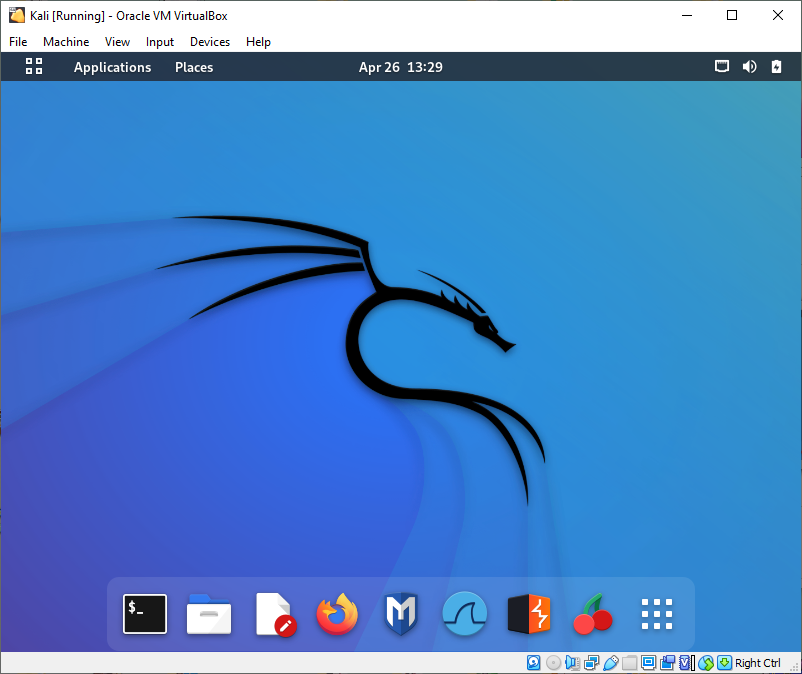 Kali [Running] - Oracle VM VirtualBox
File Machine View Input Devices Help
Applications Places Apr 26 13:29
$_
M
Right Ctrl